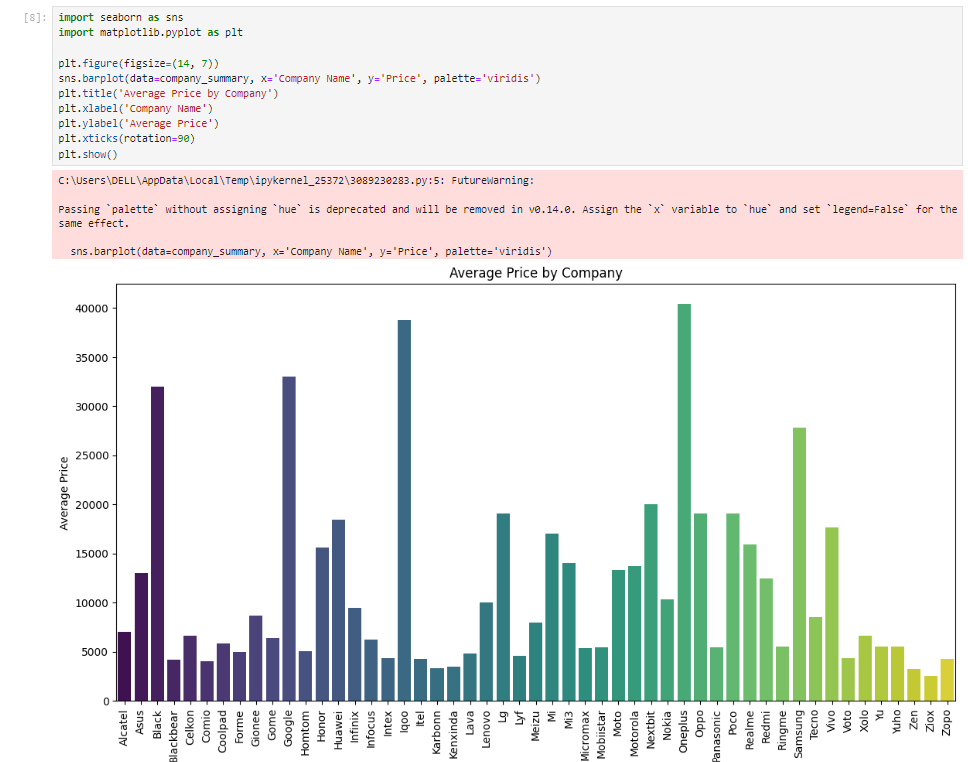 [8]:
import seaborn as sns
import matplotlib.pyplot as plt
plt.figure(figsize=(14, 7))
sns.barplot(data=company_summary, x='Company Name', y='Price', palette='viridis')
plt.title('Average Price by Company')
plt.xlabel('Company Name')
plt.ylabel('Average Price')
plt.xticks(rotation=90)
plt.show()
C:\Users\DELL\AppData\Local\Temp\ipykernel_25372\3089230283.py:5: FutureWarning:
Passing `palette` without assigning `hue` is deprecated and will be removed in v0.14.0. Assign the `x` variable to `hue` and set `legend=False` for the
same effect.
sns.barplot(data=company_summary, x='Company Name', y='Price', palette='viridis')
Average Price by Company
40000
35000
30000
25000
20000
15000
10000
5000
0
Average Price
Alcatel
Asus
Black
Blackbear
Celkon
Comio
Coolpad
Forme
Gionee
Gome
Google
Homtom
Honor
Huawei
Infinix
Infocus
Intex
Iqoo
Itel
Karbonn
Kenxinda
Lava
Lenovo
Lg
Lyf
Meizu
Mi
Mi3
Micromax
Mobiistar
Moto
Motorola
Nextbit
Nokia
Oneplus
Oppo
Panasonic
Poco
Realme
Redmi
Ringme
Samsung
Tecno
Vivo
Voto
Xolo
Yu
Yuho
Zen
Ziox
Zopo